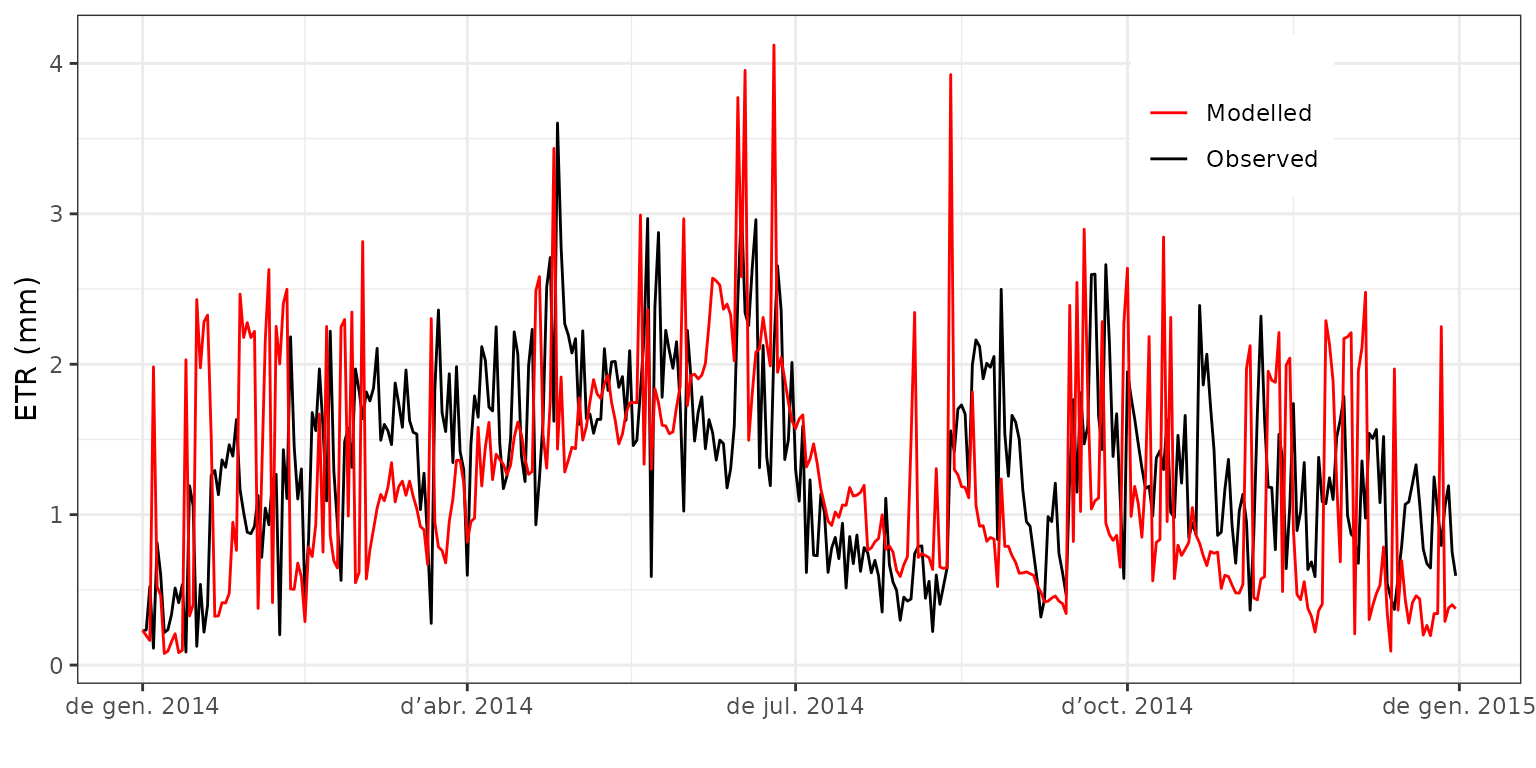 4
3
2
1
0
ETR (mm)
Modelled
Observed
de gen. 2014
d’abr. 2014
de jul. 2014
d’oct. 2014
de gen. 2015